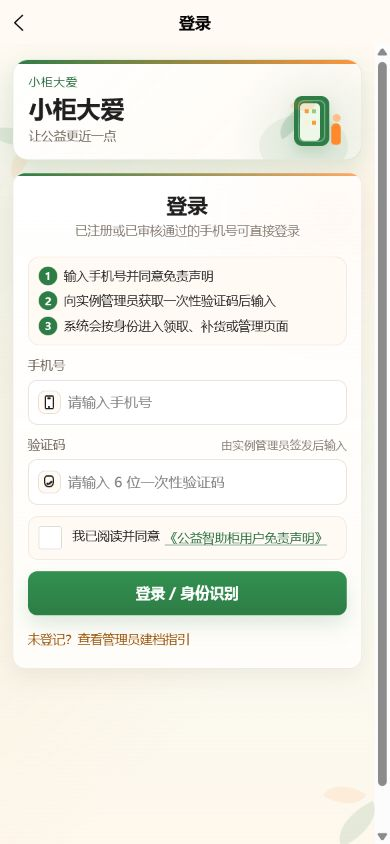 登录
小柜大爱
小柜大爱
让公益更近一点
登录
已注册或已审核通过的手机号可直接登录
1 输入手机号并同意免责声明
2 向实例管理员获取一次性验证码后输入
3 系统会按身份进入领取、补货或管理页面
手机号
请输入手机号
验证码 由实例管理员签发后输入
请输入 6 位一次性验证码
我已阅读并同意 《公益智助柜用户免责声明》
登录 / 身份识别
未登记？查看管理员建档指引